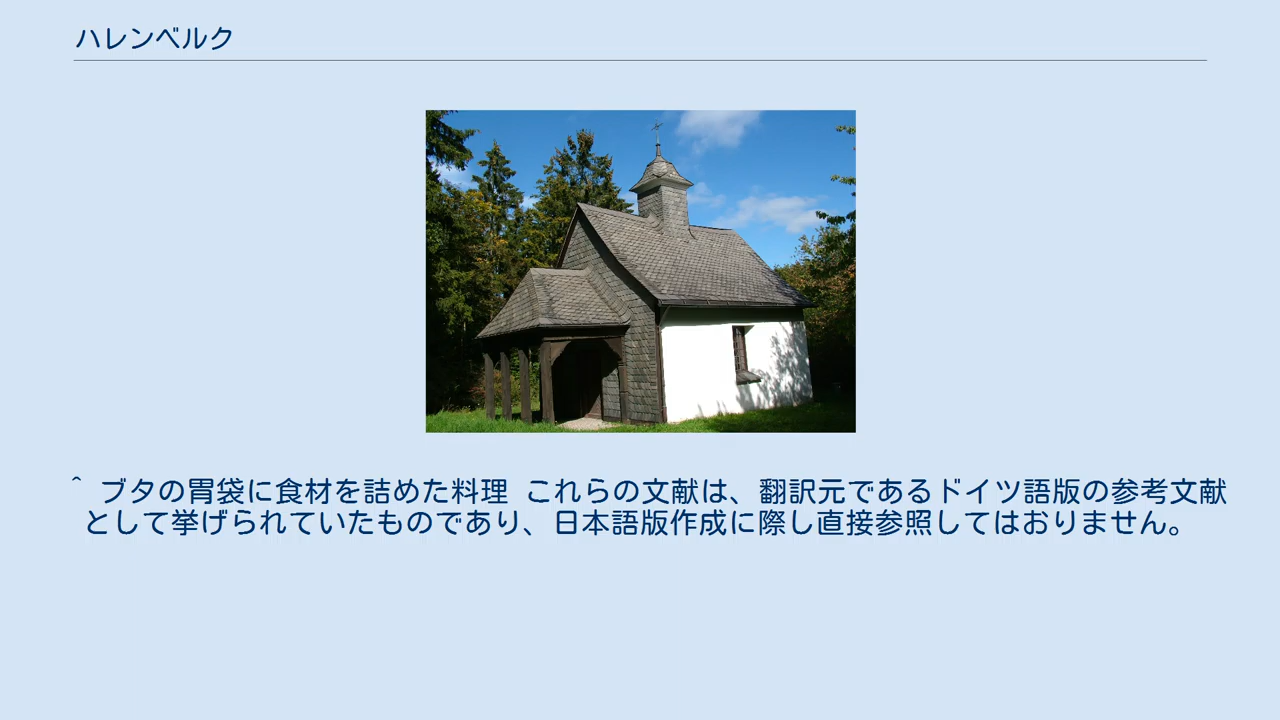 ハレンベルク
^ ブタの胃袋に食材を詰めた料理 これらの文献は、翻訳元であるドイツ語版の参考文献
として挙げられていたものであり、日本語版作成に際し直接参照してはおりません。